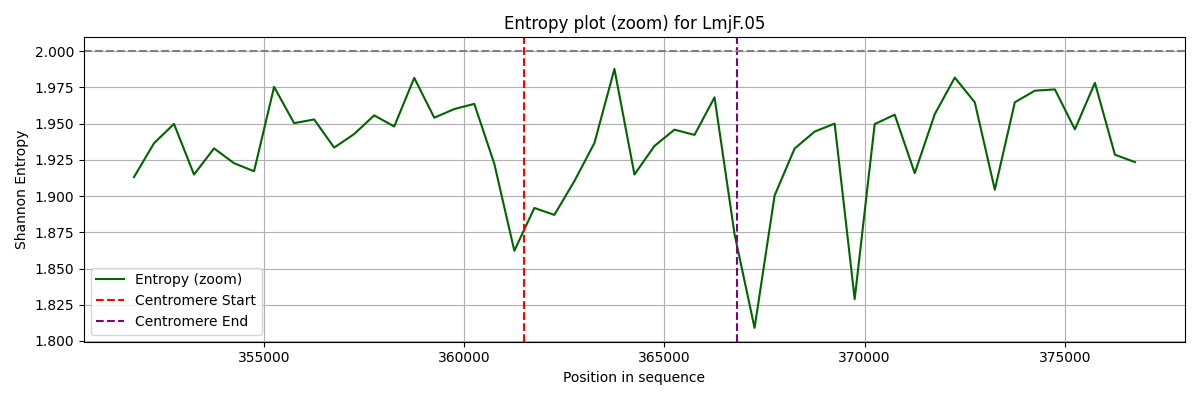 Entropy plot (zoom) for LmjF.05
Shannon Entropy
2.000
1.975
1.950
1.925
1.900
1.875
1.850
1.825
1.800
Entropy (zoom)
Centromere Start
Centromere End
355000 360000 365000 370000 375000
Position in sequence